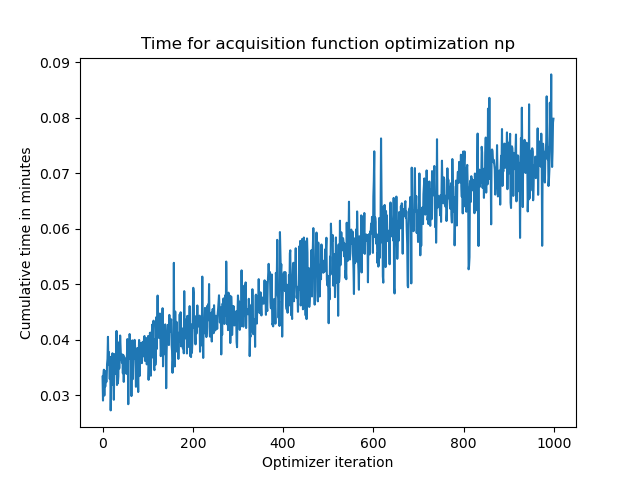 Time for acquisition function optimization np
0.09
0.08
0.07
0.06
0.05
0.04
0.03
Cumulative time in minutes
0 200 400 600 800 1000
Optimizer iteration